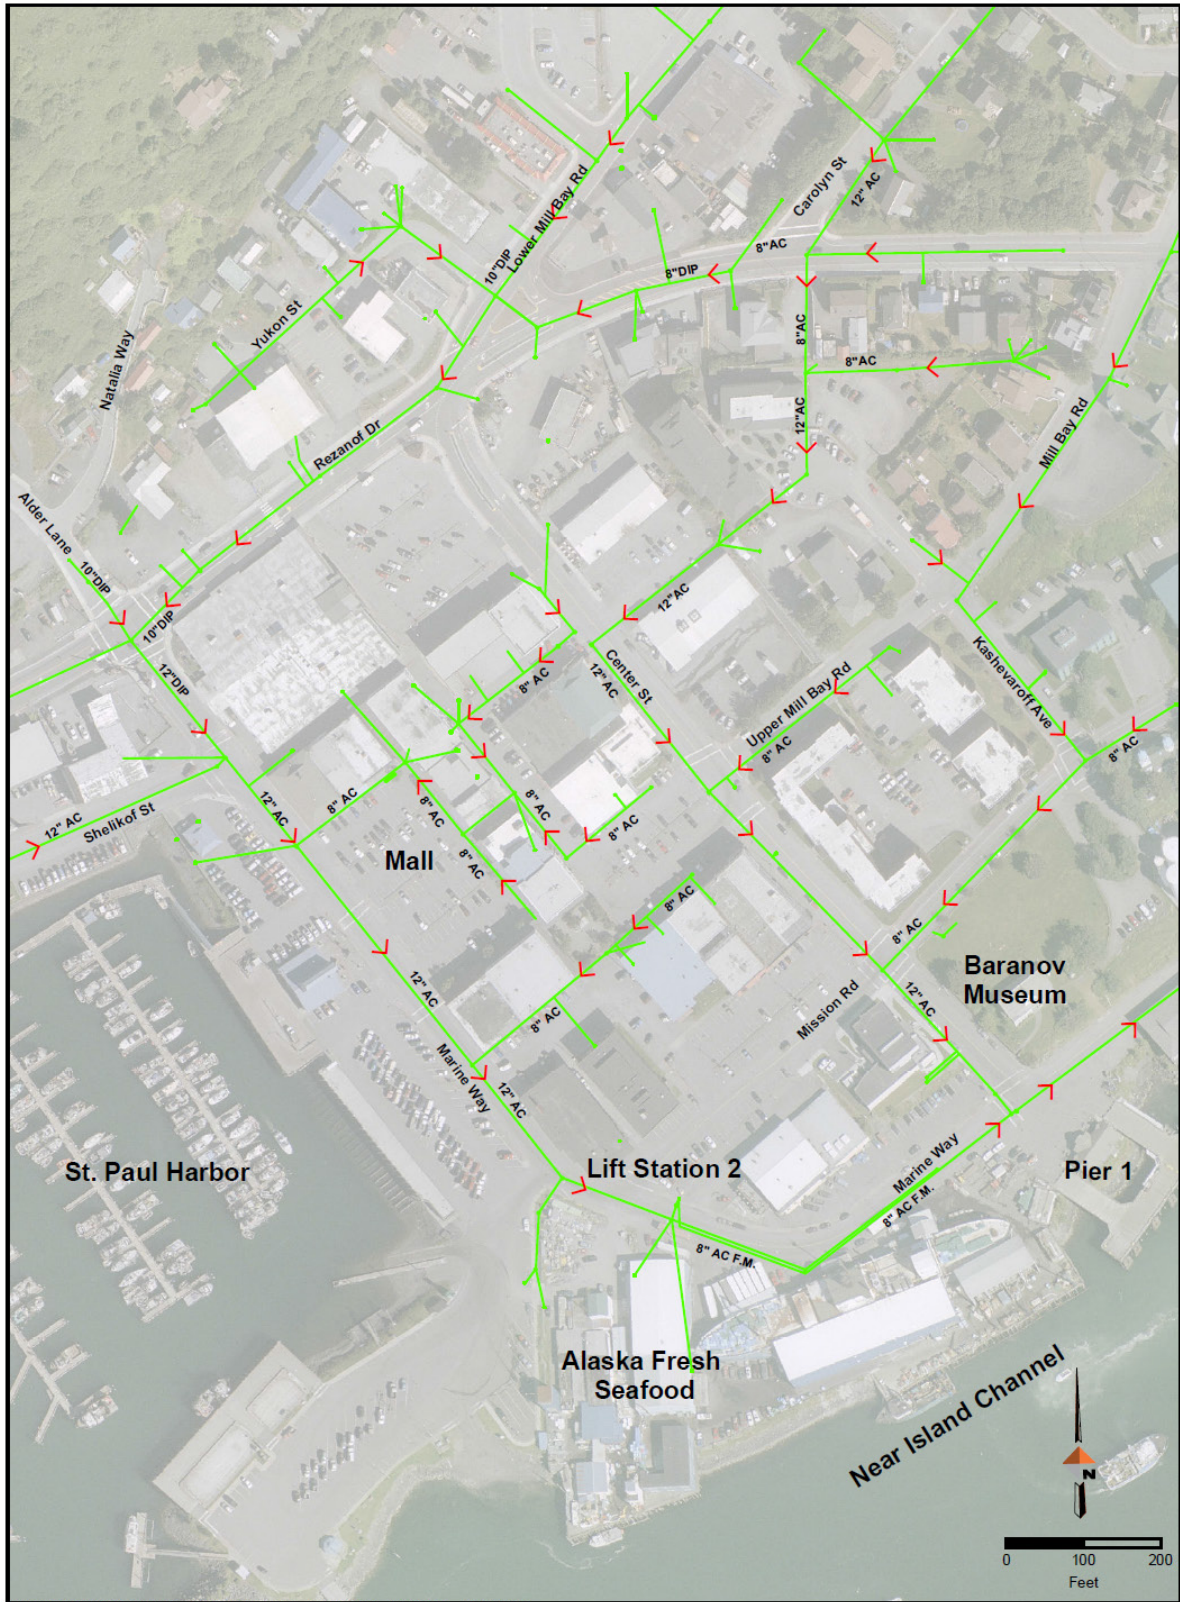 Carolyn St
12" AC
Lower Mill Bay Rd
8"AC
8"DIP
10"DIP
Yukon St
Natalia Way
8"AC
8"AC
12"AC
Mill Bay Rd
Rezanof Dr
Alder Lane
10"DIP
10"DIP
12"AC
12"DIP
Center St
12" AC
8" AC
Kashevaroff Ave
Upper Mill Bay Rd
8" AC
8" AC
12" AC
Shelikof St
12" AC
8" AC
8" AC
8" AC
8" AC
Mall
8" AC
8" AC
8" AC
Baranov
Museum
12" AC
Mission Rd
12" AC
8" AC
Marine Way
12" AC
St. Paul Harbor
Lift Station 2
Marine Way
8" AC F.M.
Pier 1
8" AC F.M.
Alaska Fresh
Seafood
Near Island Channel
N
0 100 200
Feet